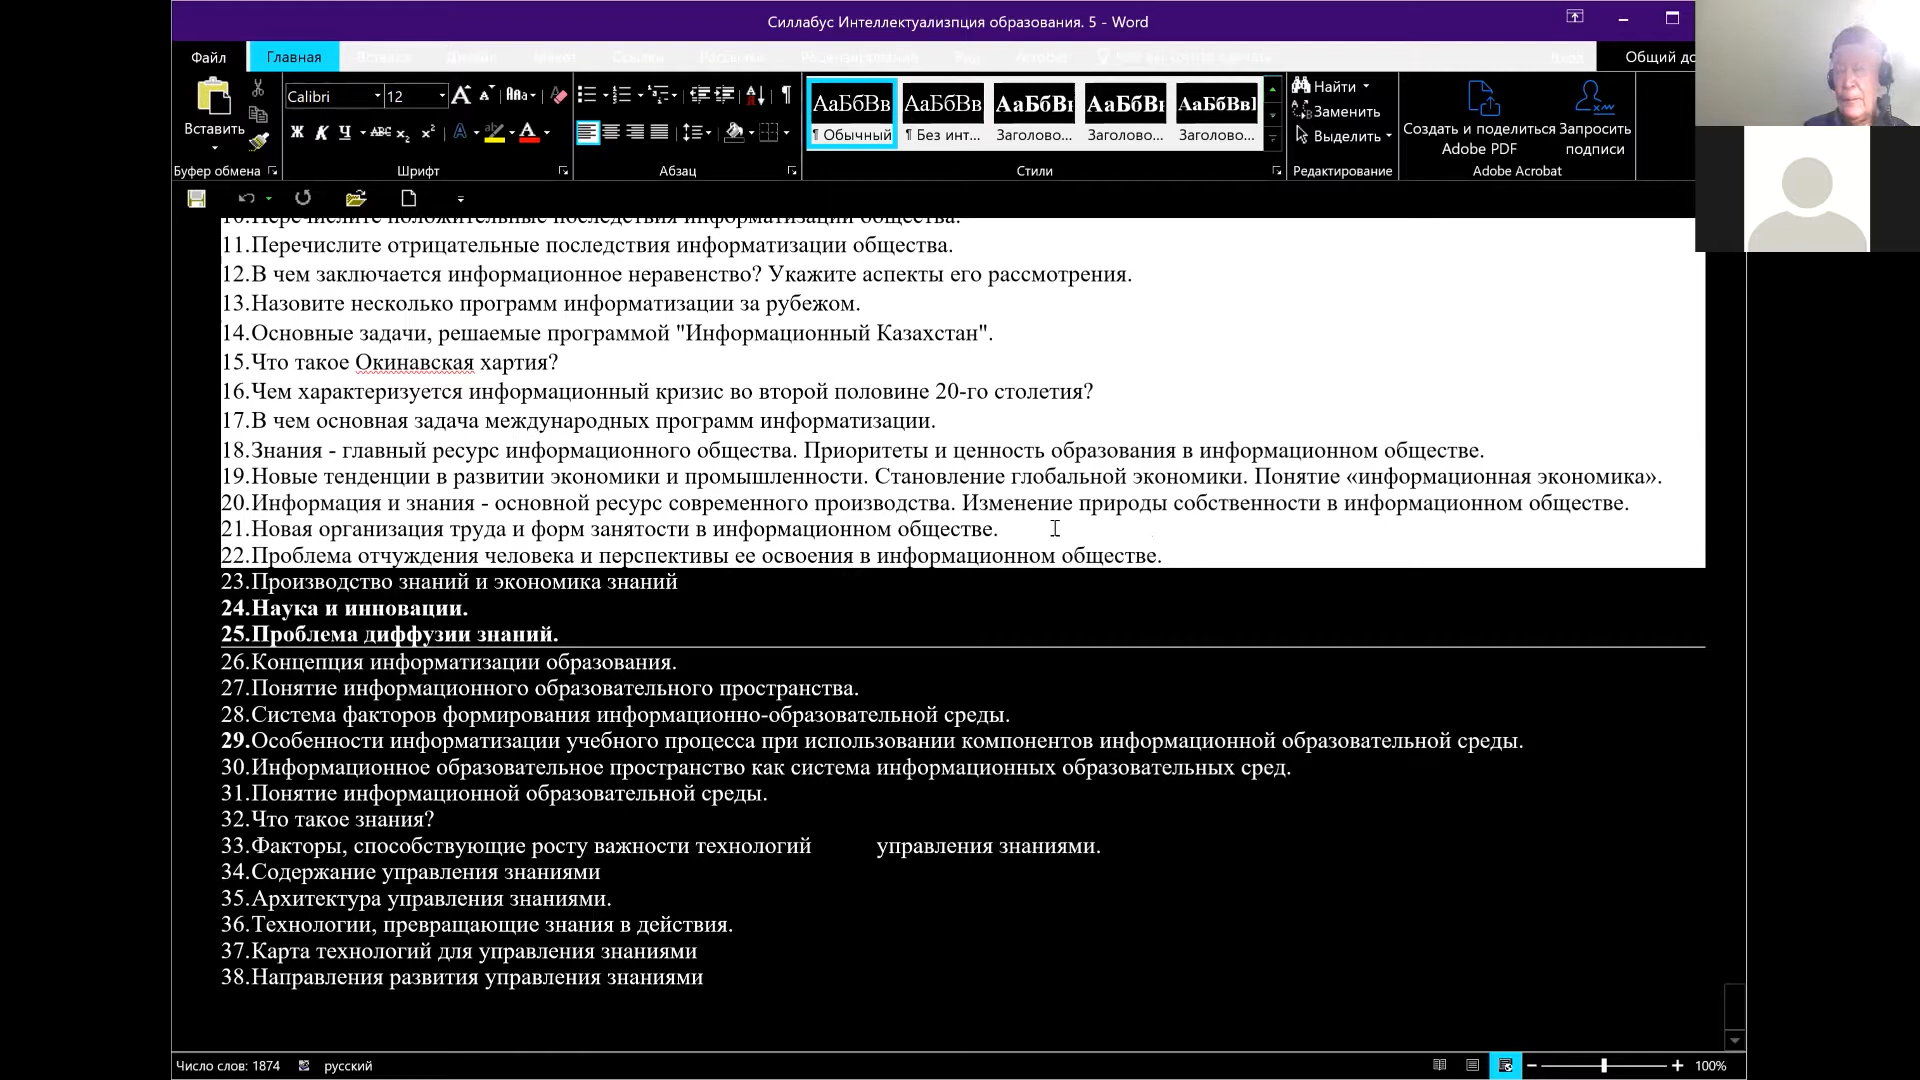 Силлабус Интеллектуализпция образования. 5 - Word
Файл
Главная
Общий до
Вставить
Calibri
12
Найти
Заменить
Выделить
АаБбВв
АаБбВв
АаБбВı
АаБбВı
АаБбВв]
¶ Обычный
¶ Без инт...
Заголово...
Заголово...
Заголово...
Создать и поделиться
Adobe PDF
Запросить
подписи
Буфер обмена
Шрифт
Абзац
Стили
Редактирование
Adobe Acrobat
10.Перечислите положительные последствия информатизации общества.
11.Перечислите отрицательные последствия информатизации общества.
12.В чем заключается информационное неравенство? Укажите аспекты его рассмотрения.
13.Назовите несколько программ информатизации за рубежом.
14.Основные задачи, решаемые программой "Информационный Казахстан".
15.Что такое Окинавская хартия?
16.Чем характеризуется информационный кризис во второй половине 20-го столетия?
17.В чем основная задача международных программ информатизации.
18.Знания - главный ресурс информационного общества. Приоритеты и ценность образования в информационном обществе.
19.Новые тенденции в развитии экономики и промышленности. Становление глобальной экономики. Понятие «информационная экономика».
20.Информация и знания - основной ресурс современного производства. Изменение природы собственности в информационном обществе.
21.Новая организация труда и форм занятости в информационном обществе.
22.Проблема отчуждения человека и перспективы ее освоения в информационном обществе.
23.Производство знаний и экономика знаний
24.Наука и инновации.
25.Проблема диффузии знаний.
26.Концепция информатизации образования.
27.Понятие информационного образовательного пространства.
28.Система факторов формирования информационно-образовательной среды.
29.Особенности информатизации учебного процесса при использовании компонентов информационной образовательной среды.
30.Информационное образовательное пространство как система информационных образовательных сред.
31.Понятие информационной образовательной среды.
32.Что такое знания?
33.Факторы, способствующие росту важности технологий управления знаниями.
34.Содержание управления знаниями
35.Архитектура управления знаниями.
36.Технологии, превращающие знания в действия.
37.Карта технологий для управления знаниями
38.Направления развития управления знаниями
Число слов: 1874
русский
100%